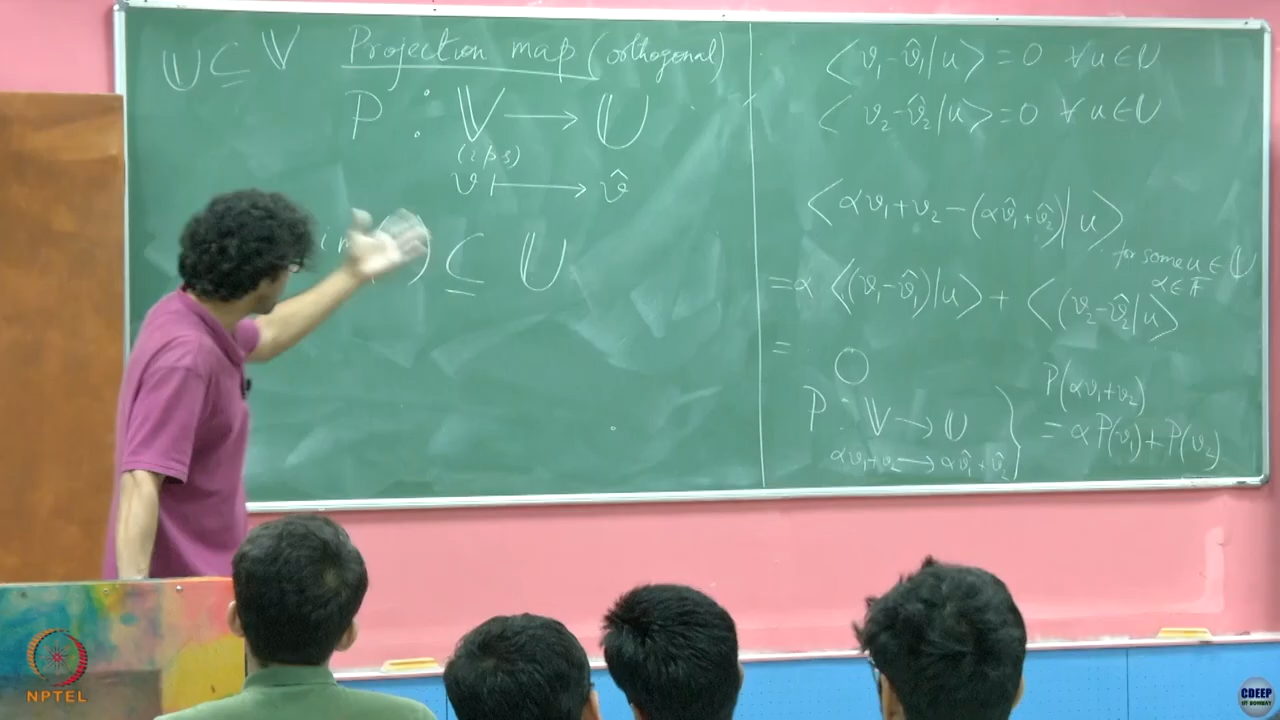 𝕌 ⊆ 𝕍 Projection map (orthogonal)
P : 𝕍 → 𝕌
(ips)
v ↦ v̂
) ⊆ 𝕌
⟨v₁-v̂₁|u⟩ = 0 ∀ u ∈ 𝕌
⟨v₂-v̂₂|u⟩ = 0 ∀ u ∈ 𝕌
⟨αv₁+v₂-(αv̂₁+v̂₂)|u⟩
for some u ∈ 𝕌
α ∈ 𝔽
= α ⟨(v₁-v̂₁)|u⟩ + ⟨(v₂-v̂₂|u⟩
= 0
P : 𝕍 → 𝕌
αv₁+v₂ → αv̂₁+v̂₂
P(αv₁+v₂)
= αP(v₁)+P(v₂)
NPTEL
CDEEP
IIT BOMBAY